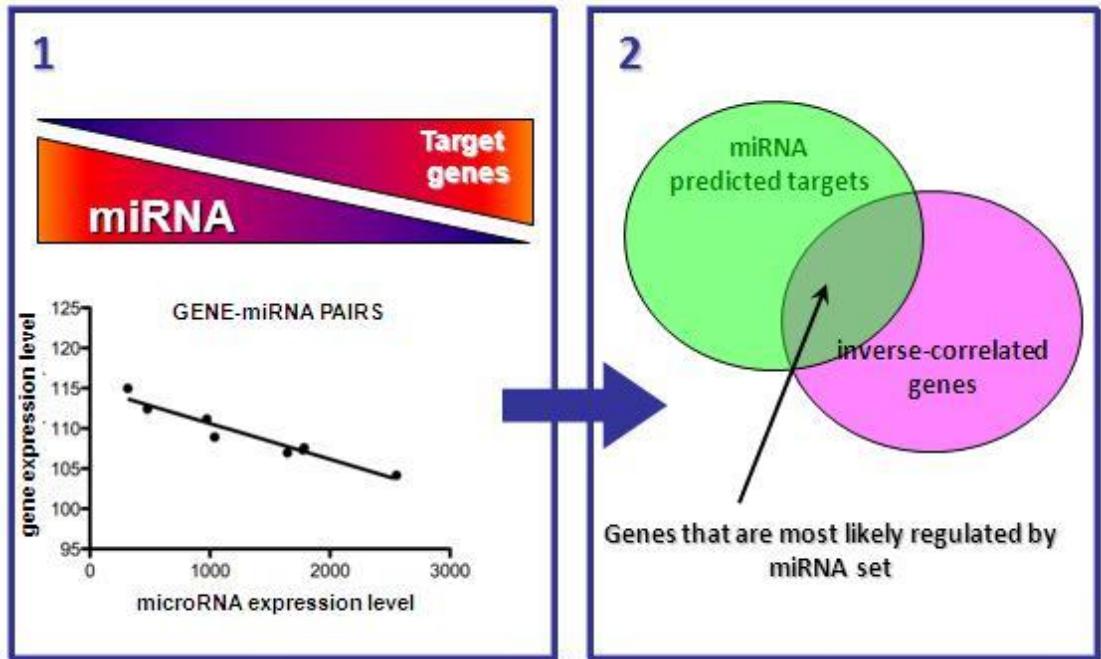 1
Target
genes
miRNA
GENE-miRNA PAIRS
gene expression level
125
120
115
110
105
100
95
0 1000 2000 3000
microRNA expression level
2
miRNA
predicted targets
inverse-correlated
genes
Genes that are most likely regulated by
miRNA set